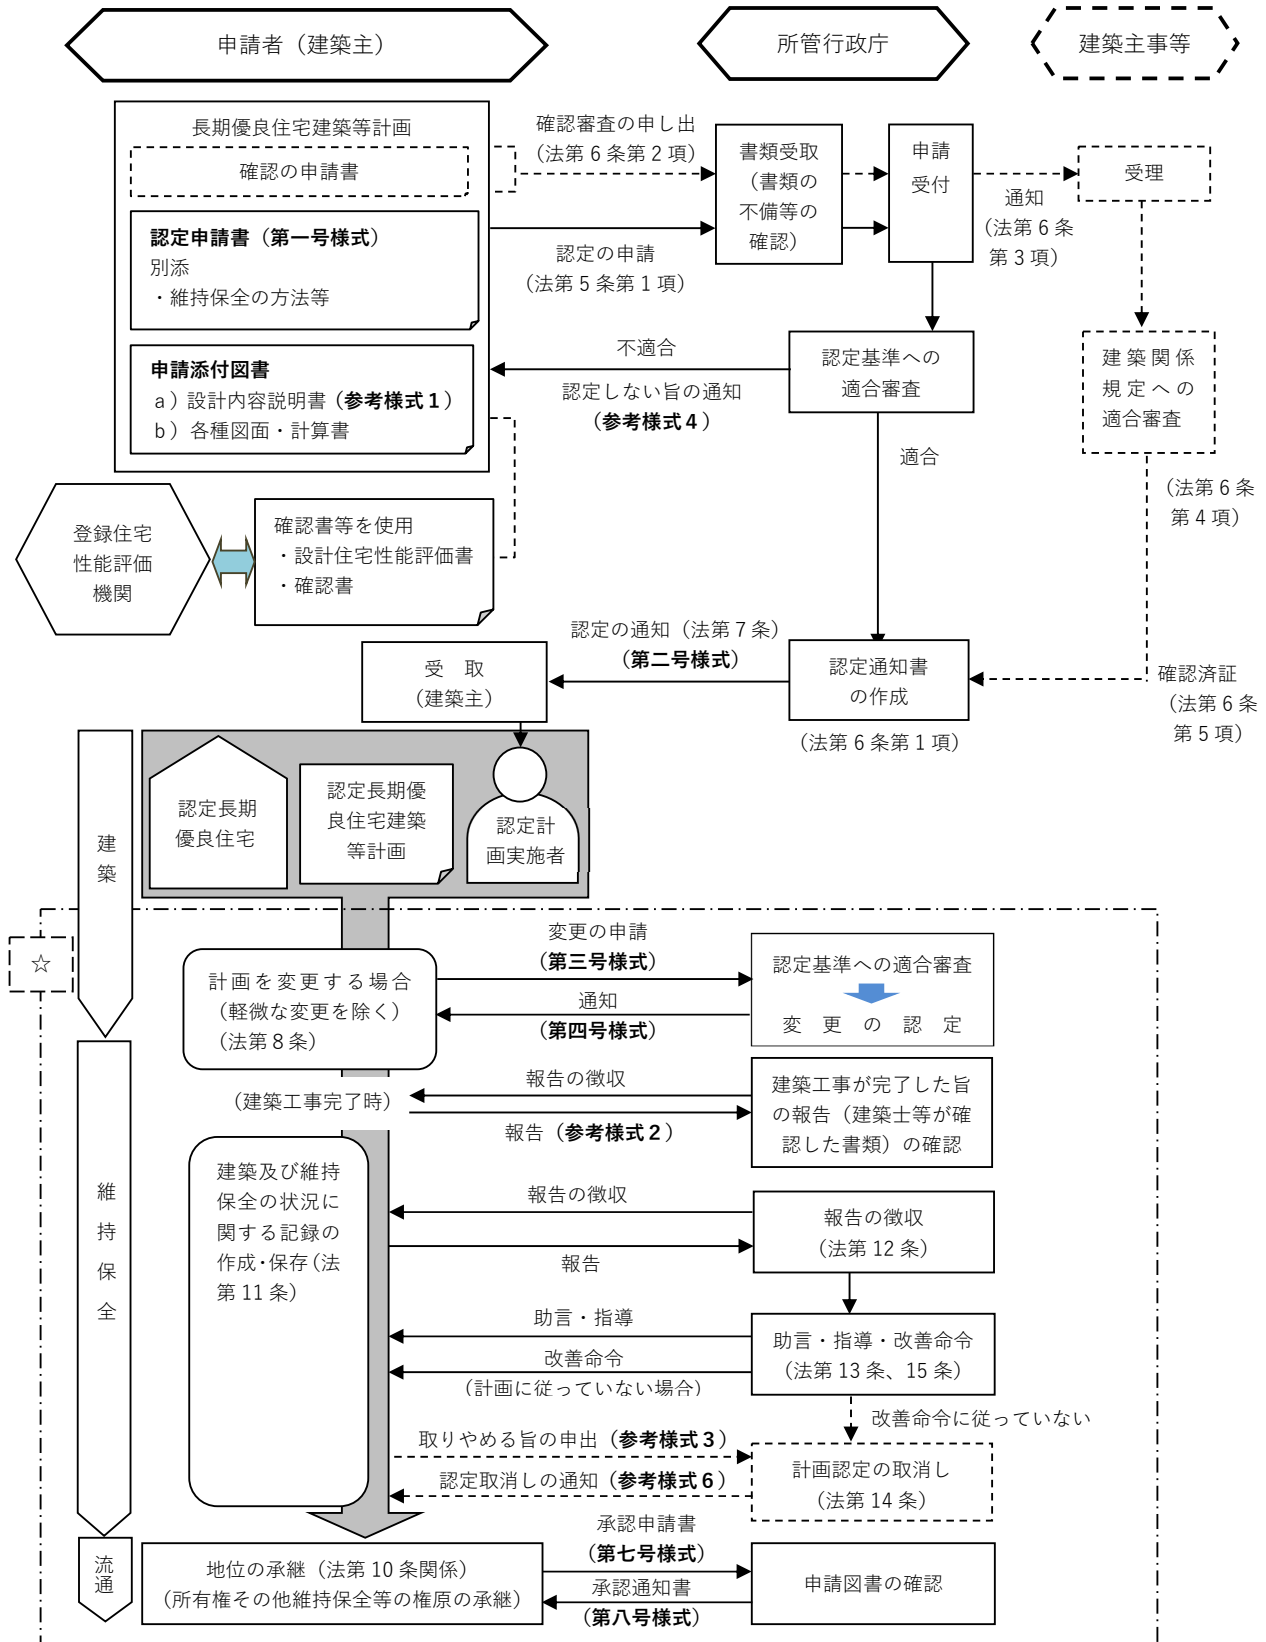 申請者（建築主）
所管行政庁
建築主事等
長期優良住宅建築等計画
確認の申請書
認定申請書（第一号様式）
別添
・維持保全の方法等
申請添付図書
a）設計内容説明書（参考様式１）
b）各種図面・計算書
確認審査の申し出
（法第 6 条第 2 項）
認定の申請
（法第 5 条第 1 項）
書類受取
（書類の
不備等の
確認）
申請
受付
通知
（法第 6 条
第 3 項）
受理
不適合
認定しない旨の通知
（参考様式４）
認定基準への
適合審査
建築関係
規定への
適合審査
適合
（法第 6 条
第 4 項）
登録住宅
性能評価
機関
確認書等を使用
・設計住宅性能評価書
・確認書
認定の通知（法第 7 条）
（第二号様式）
受　取
（建築主）
認定通知書
の作成
（法第 6 条第 1 項）
確認済証
（法第 6 条
第 5 項）
建
築
認定長期
優良住宅
認定長期優
良住宅建築
等計画
認定計
画実施者
☆
計画を変更する場合
（軽微な変更を除く）
（法第 8 条）
変更の申請
（第三号様式）
通知
（第四号様式）
認定基準への適合審査
変　更　の　認　定
（建築工事完了時）
報告の徴収
報告（参考様式２）
建築工事が完了した旨
の報告（建築士等が確
認した書類）の確認
維
持
保
全
建築及び維持
保全の状況に
関する記録の
作成・保存（法
第 11 条）
報告の徴収
報告
報告の徴収
（法第 12 条）
助言・指導
改善命令
（計画に従っていない場合）
助言・指導・改善命令
（法第 13 条、15 条）
改善命令に従っていない
取りやめる旨の申出（参考様式３）
認定取消しの通知（参考様式６）
計画認定の取消し
（法第 14 条）
流
通
地位の承継（法第 10 条関係）
（所有権その他維持保全等の権原の承継）
承認申請書
（第七号様式）
承認通知書
（第八号様式）
申請図書の確認